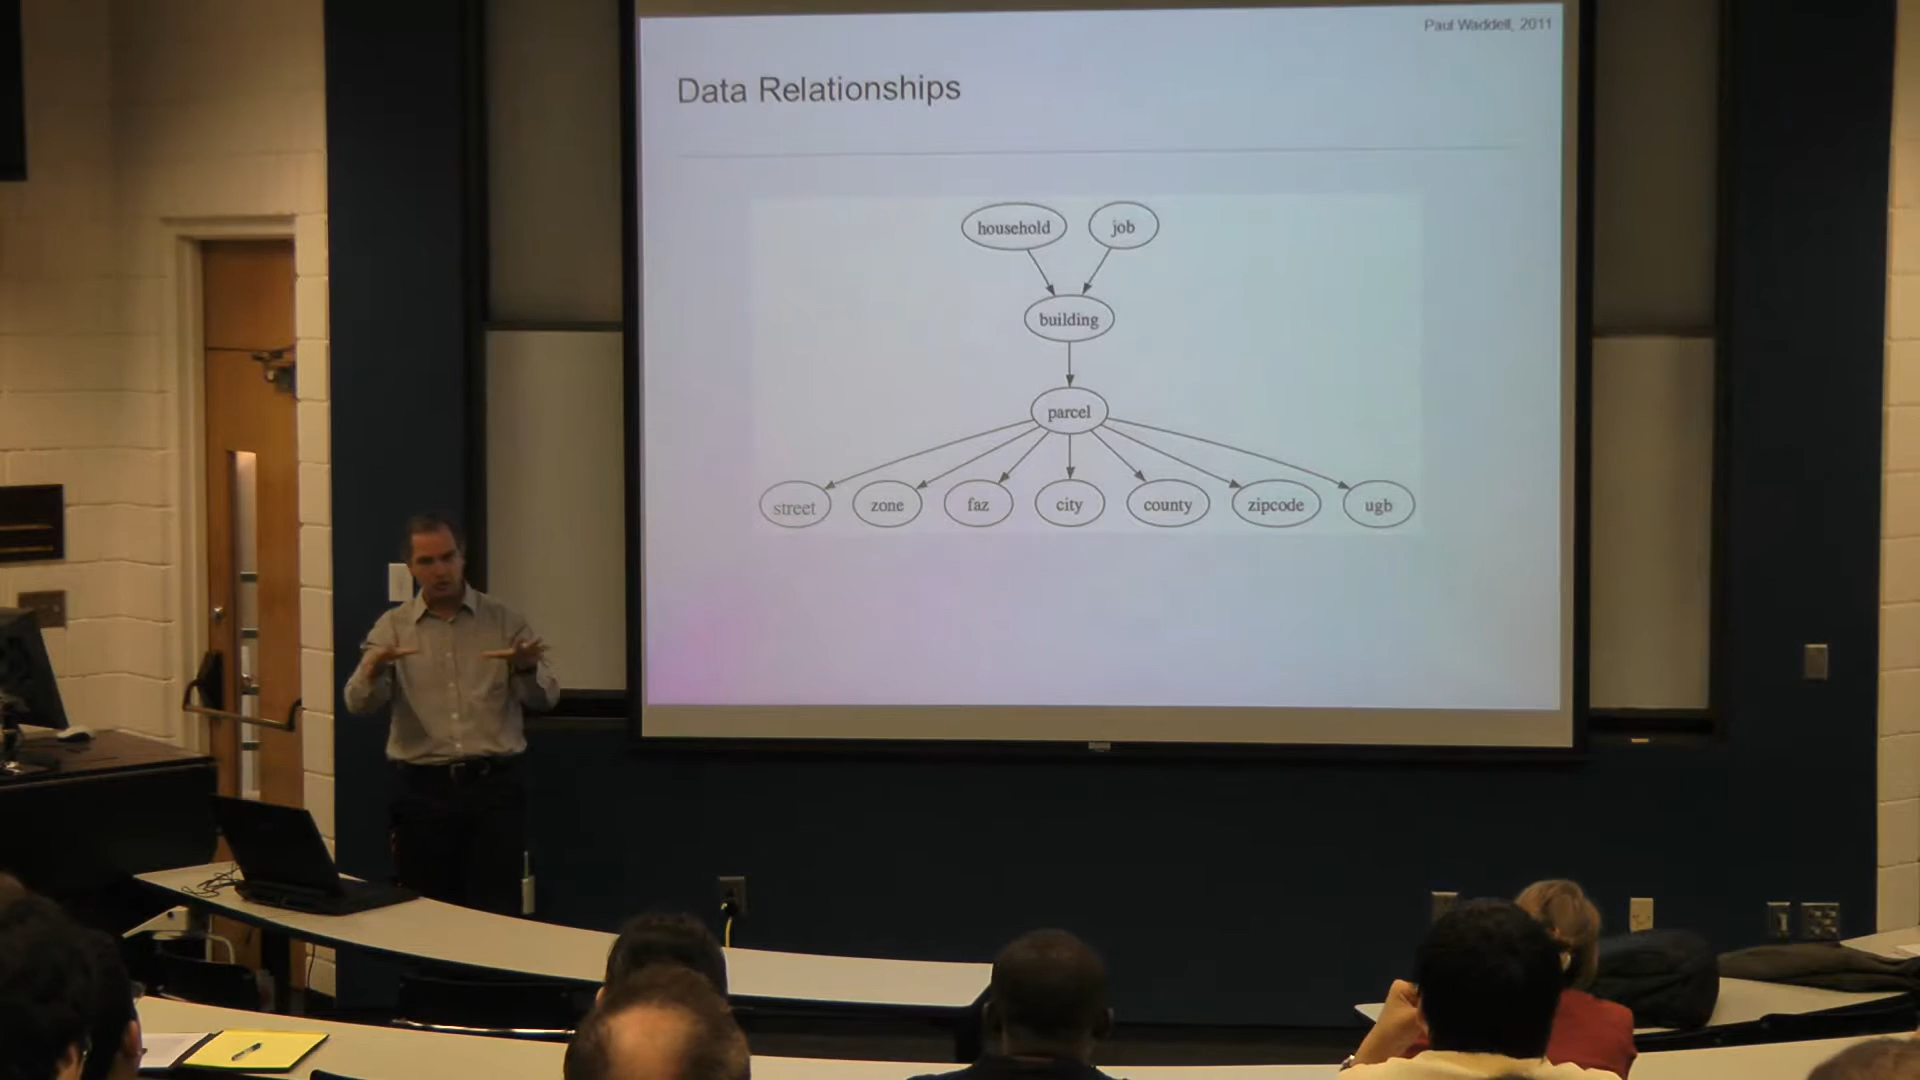 Paul Waddell, 2011
Data Relationships
household job
building
parcel
street zone faz city county zipcode ugb